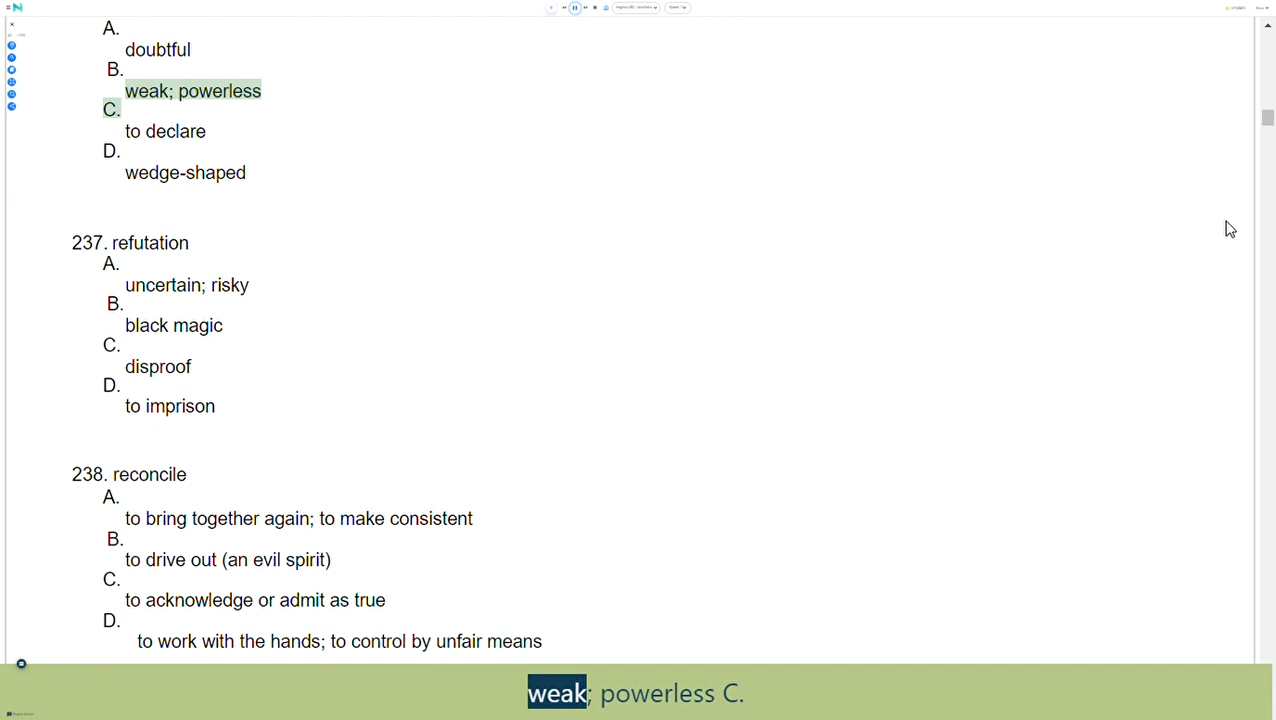 A.
doubtful
B.
weak; powerless
C.
to declare
D.
wedge-shaped
237. refutation
A.
uncertain; risky
B.
black magic
C.
disproof
D.
to imprison
238. reconcile
A.
to bring together again; to make consistent
B.
to drive out (an evil spirit)
C.
to acknowledge or admit as true
D.
to work with the hands; to control by unfair means
weak; powerless C.